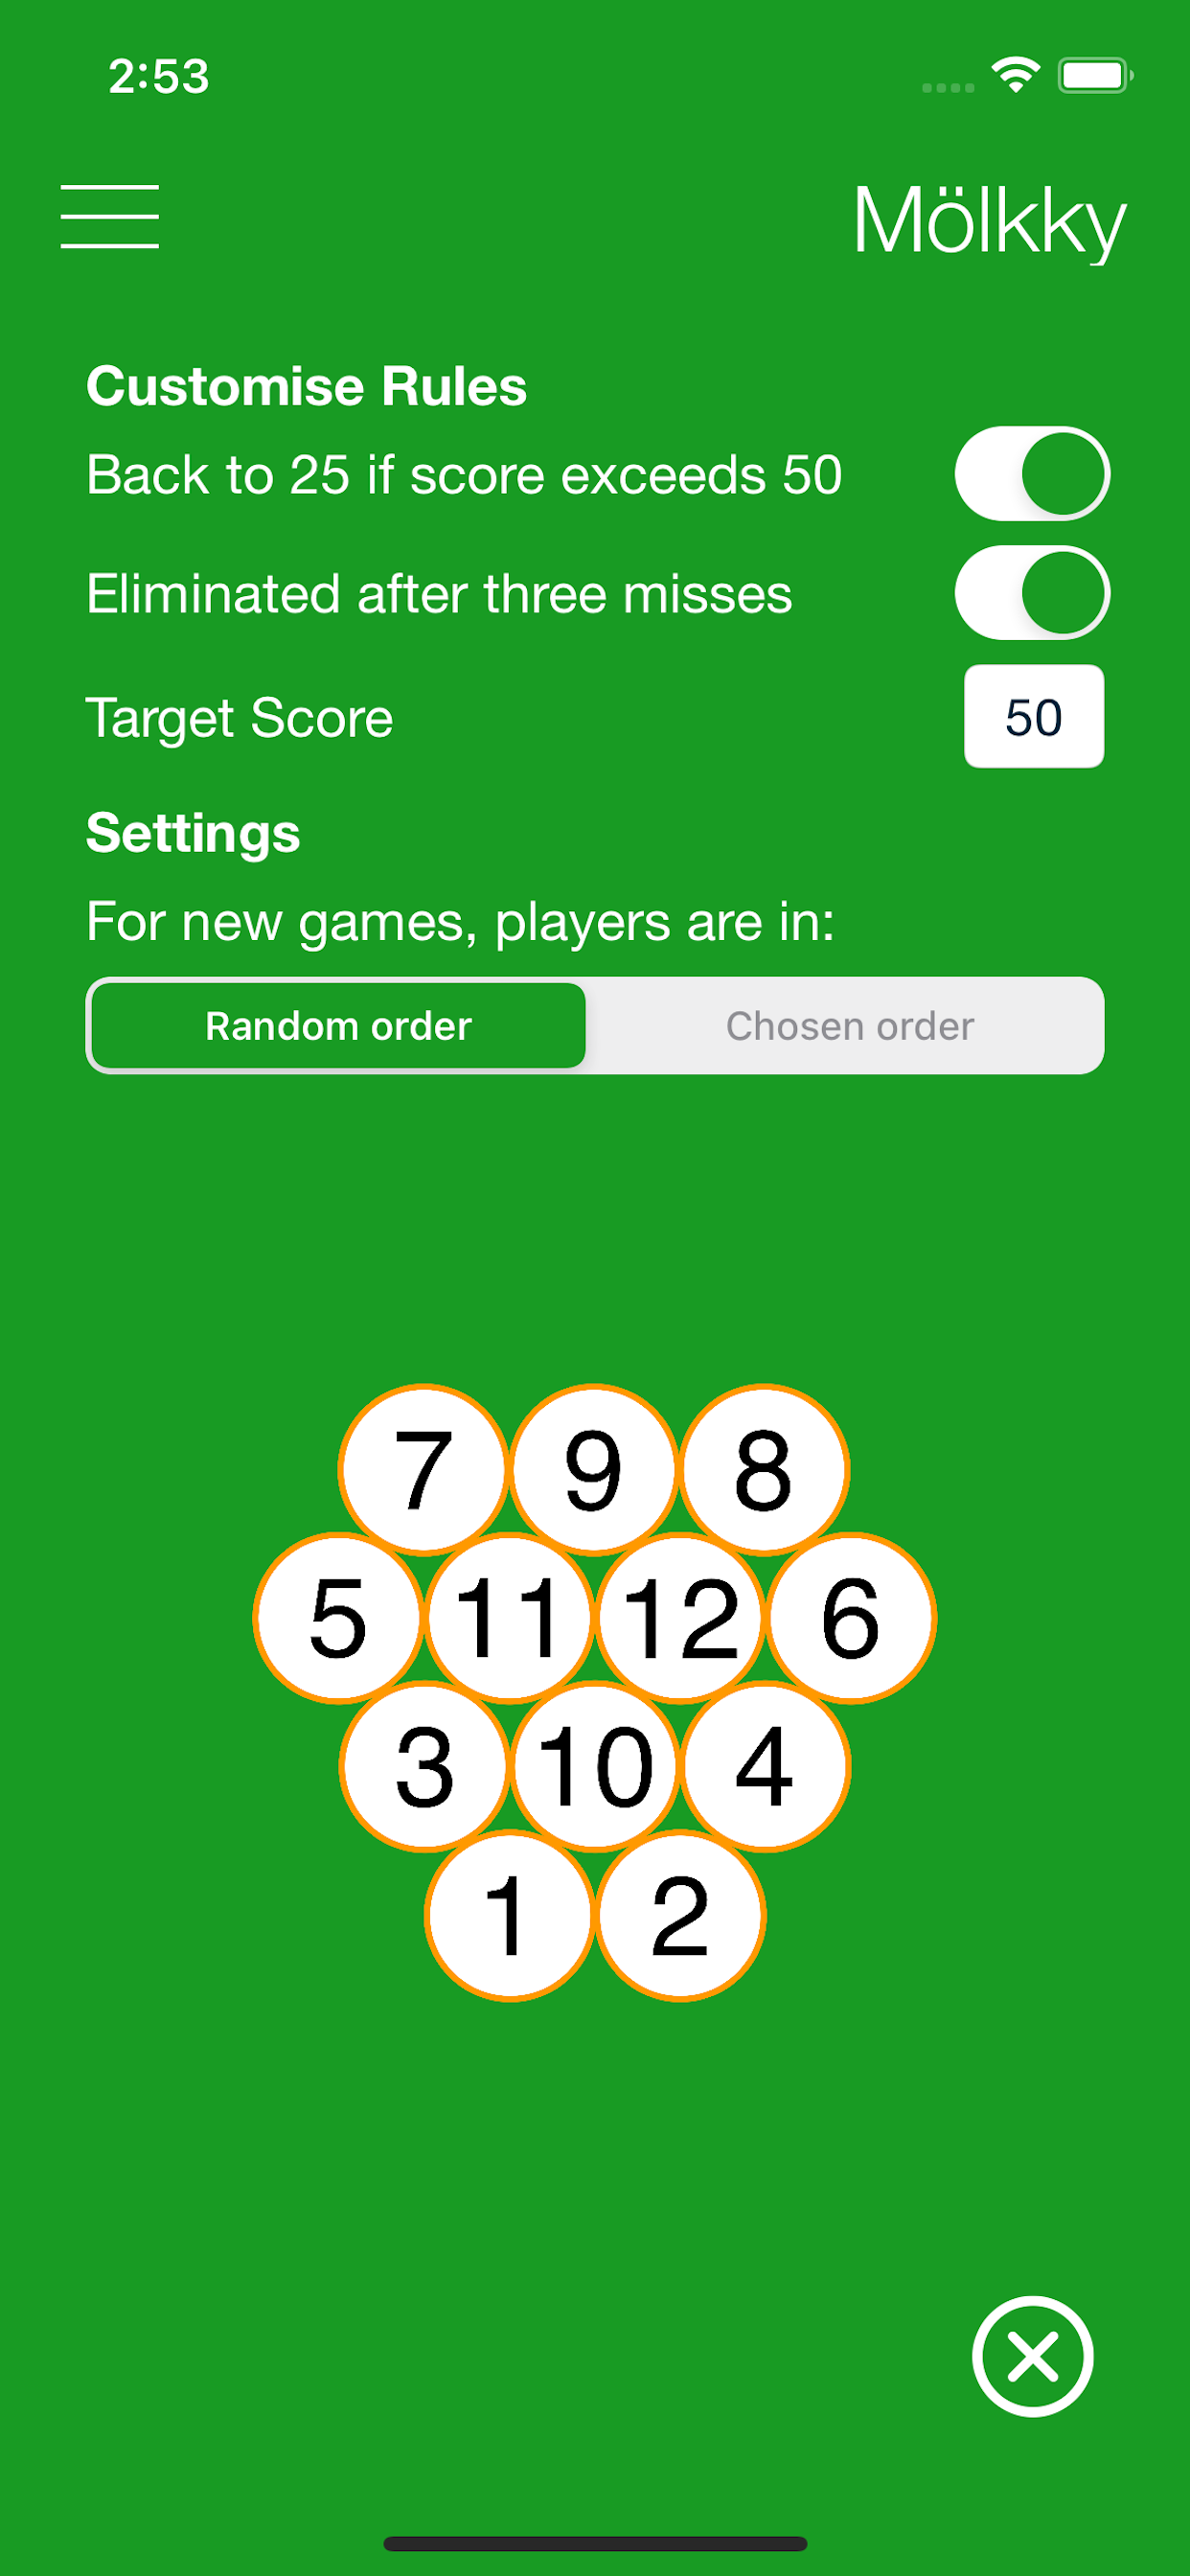 2:53
Mölkky
Customise Rules
Back to 25 if score exceeds 50
Eliminated after three misses
Target Score 50
Settings
For new games, players are in:
Random order Chosen order
7 9 8
5 11 12 6
3 10 4
1 2